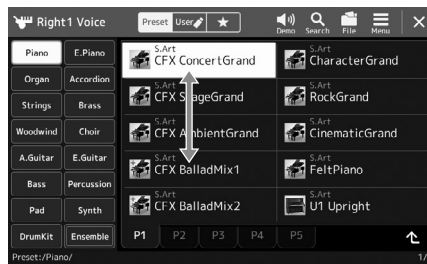 Right1 Voice
Preset User ★ Demo Search File Menu
Piano E.Piano
Organ Accordion
Strings Brass
Woodwind Choir
A.Guitar E.Guitar
Bass Percussion
Pad Synth
DrumKit Ensemble
S.Art S.Art
CFX ConcertGrand CharacterGrand
S.Art S.Art
CFX StageGrand RockGrand
S.Art S.Art
CFX AmbientGrand CinematicGrand
S.Art S.Art
CFX BalladMix1 FeltPiano
S.Art S.Art
CFX BalladMix2 U1 Upright
P1 P2 P3 P4 P5
Preset:/Piano/ 1/